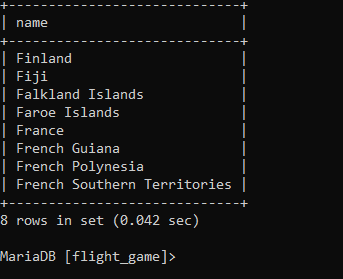 +-----------------------------+
| name                        |
+-----------------------------+
| Finland                     |
| Fiji                        |
| Falkland Islands            |
| Faroe Islands               |
| France                      |
| French Guiana               |
| French Polynesia            |
| French Southern Territories |
+-----------------------------+
8 rows in set (0.042 sec)
MariaDB [flight_game]>